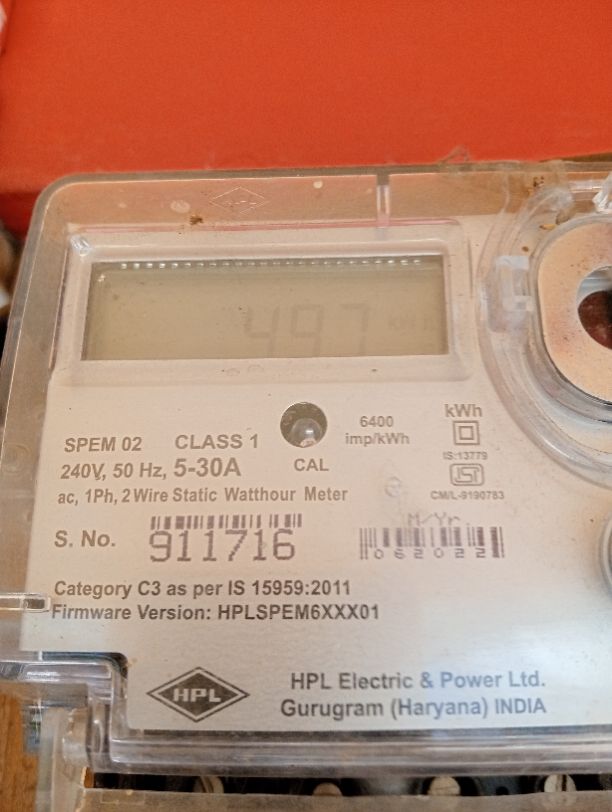 497
SPEM 02 CLASS 1
6400
imp/kWh
kWh
240V, 50 Hz, 5-30A
CAL
IS:13779
ISI
ac, 1Ph, 2 Wire Static Watthour Meter
CM/L-9190783
S. No. 911716
M/Yr
062022
Category C3 as per IS 15959:2011
Firmware Version: HPLSPEM6XXX01
HPL
HPL Electric & Power Ltd.
Gurugram (Haryana) INDIA